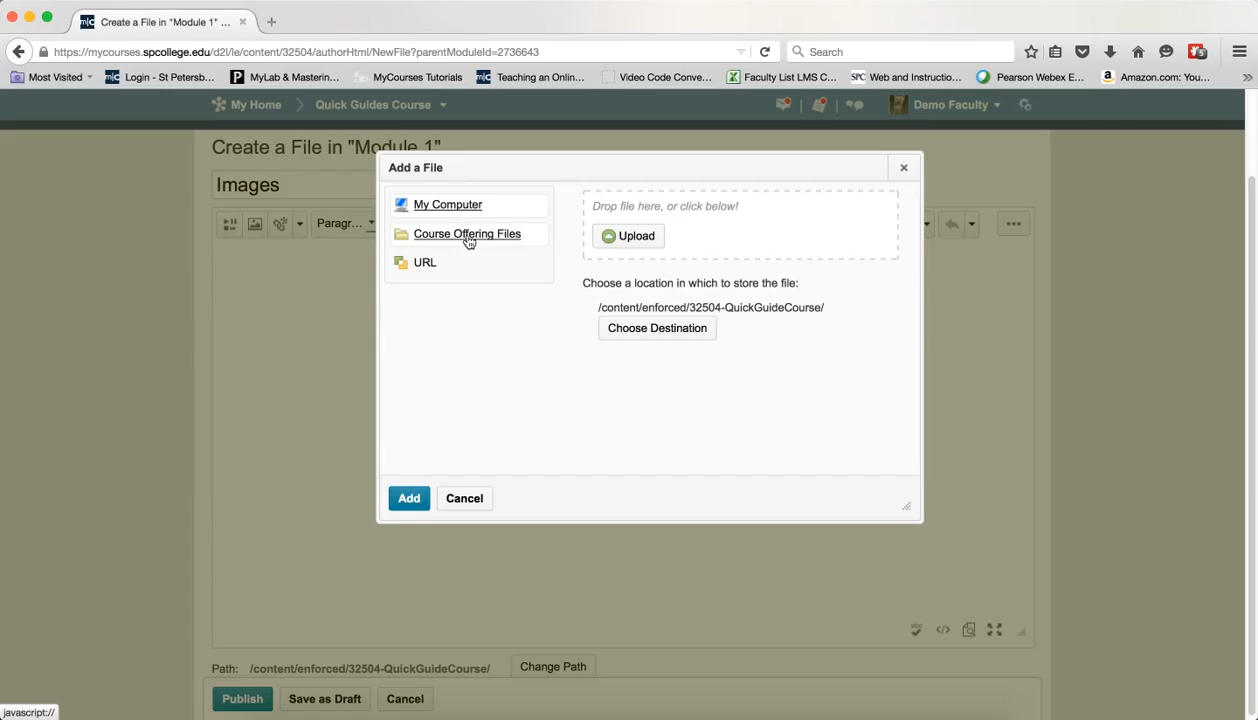 Create a File in "Module 1" ...
https://mycourses.spcollege.edu/d2l/le/content/32504/authorHtml/NewFile?parentModuleId=2736643
Search
5
Most Visited
m|c Login - St Petersb...
P MyLab & Masterin...
MyCourses Tutorials
m|c Teaching an Onlin...
Video Code Conve...
Faculty List LMS C...
SPC Web and Instructio...
Pearson Webex E...
a Amazon.com: You...
My Home
Quick Guides Course
Demo Faculty
Create a File in "Module 1"
Images
Paragr...
Add a File
My Computer
Course Offering Files
URL
Drop file here, or click below!
Upload
Choose a location in which to store the file:
/content/enforced/32504-QuickGuideCourse/
Choose Destination
Add
Cancel
Path: /content/enforced/32504-QuickGuideCourse/
Change Path
Publish
Save as Draft
Cancel
javascript://